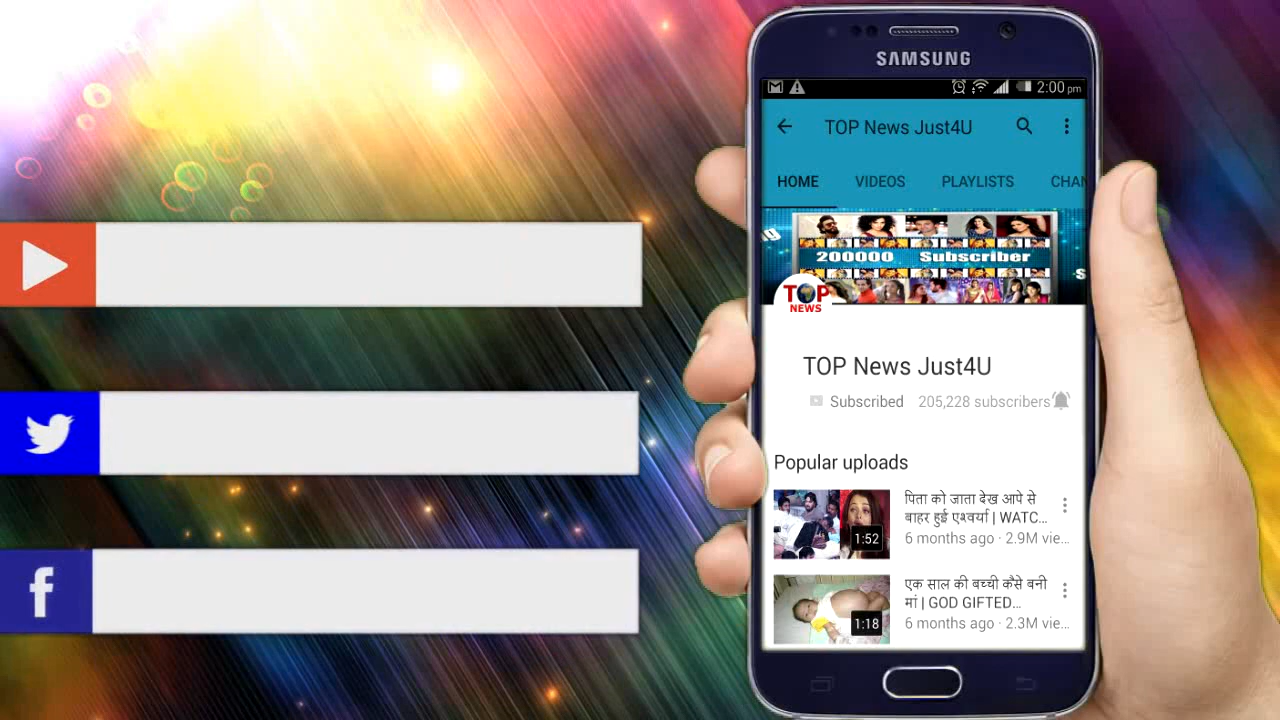 SAMSUNG
2:00 pm
TOP News Just4U
HOME VIDEOS PLAYLISTS CHAN
200000 Subscriber
TOP
NEWS
TOP News Just4U
Subscribed 205,228 subscribers
Popular uploads
पिता को जाता देख आपे से
बाहर हुई एश्वर्या | WATC...
6 months ago · 2.9M vie...
1:52
एक साल की बच्ची कैसे बनी
मां | GOD GIFTED...
6 months ago · 2.3M vie...
1:18